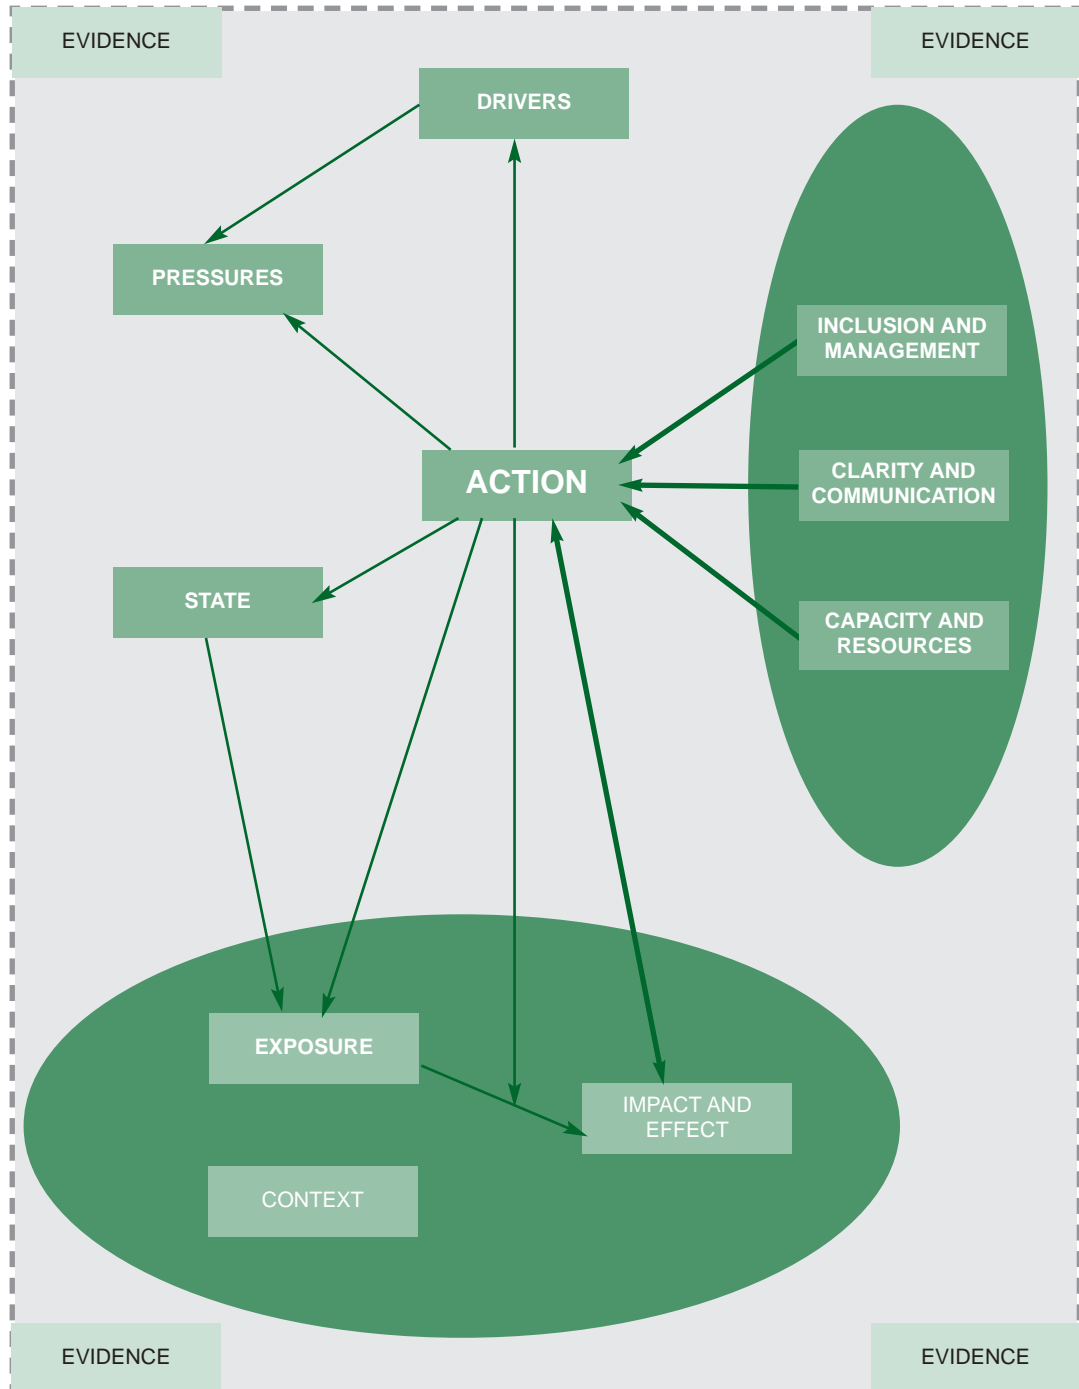 EVIDENCE
EVIDENCE
DRIVERS
PRESSURES
INCLUSION AND
MANAGEMENT
ACTION
CLARITY AND
COMMUNICATION
STATE
CAPACITY AND
RESOURCES
EXPOSURE
IMPACT AND
EFFECT
CONTEXT
EVIDENCE
EVIDENCE